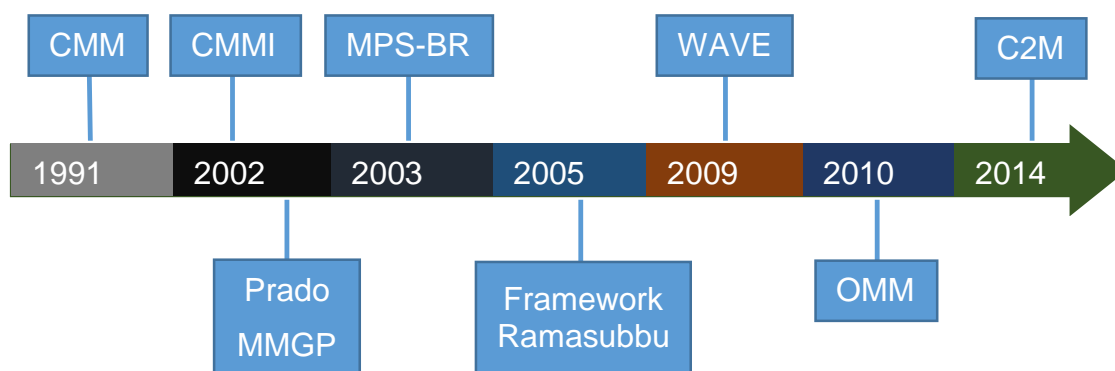 CMM
CMMI
MPS-BR
WAVE
C2M
1991
2002
2003
2005
2009
2010
2014
Prado
MMGP
Framework
Ramasubbu
OMM